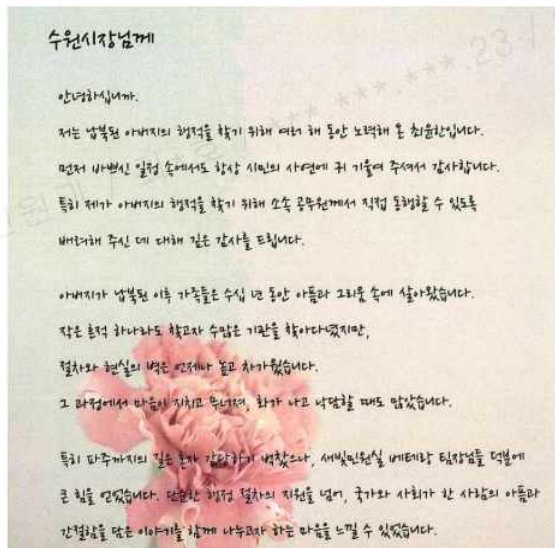 수원시장님께
안녕하십니까.
저는 납북된 아버지의 행적을 찾기 위해 여러 해 동안 노력해 온 최윤한입니다.
먼저 바쁘신 일정 속에서도 항상 시민의 사연에 귀 기울여 주셔서 감사합니다.
특히 제가 아버지의 행적을 찾기 위해 소속 공무원께서 직접 동행할 수 있도록
배려해 주신 데 대해 깊은 감사를 드립니다.
아버지가 납북된 이후 가족들은 수십 년 동안 아픔과 그리움 속에 살아왔습니다.
작은 흔적 하나라도 찾고자 수많은 기관을 찾아다녔지만,
절차와 현실의 벽은 언제나 높고 차가웠습니다.
그 과정에서 마음이 지치고 무너져, 화가 나고 낙담할 때도 많았습니다.
특히 파주까지의 길은 혼자 감당하기 벅찼으나, 새빛민원실 베테랑 팀장님들 덕분에
큰 힘을 얻었습니다. 단순한 행정 절차의 지원을 넘어, 국가와 사회가 한 사람의 아픔과
간절함을 담은 이야기를 함께 나누고자 하는 마음을 느낄 수 있었습니다.
*** ***.***.23